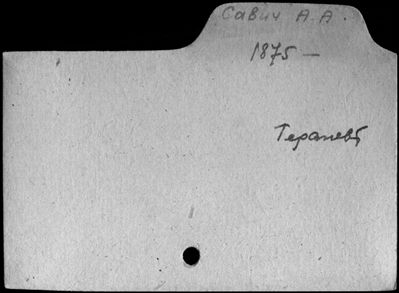 Савич А. А.
1875 —
Терапевт